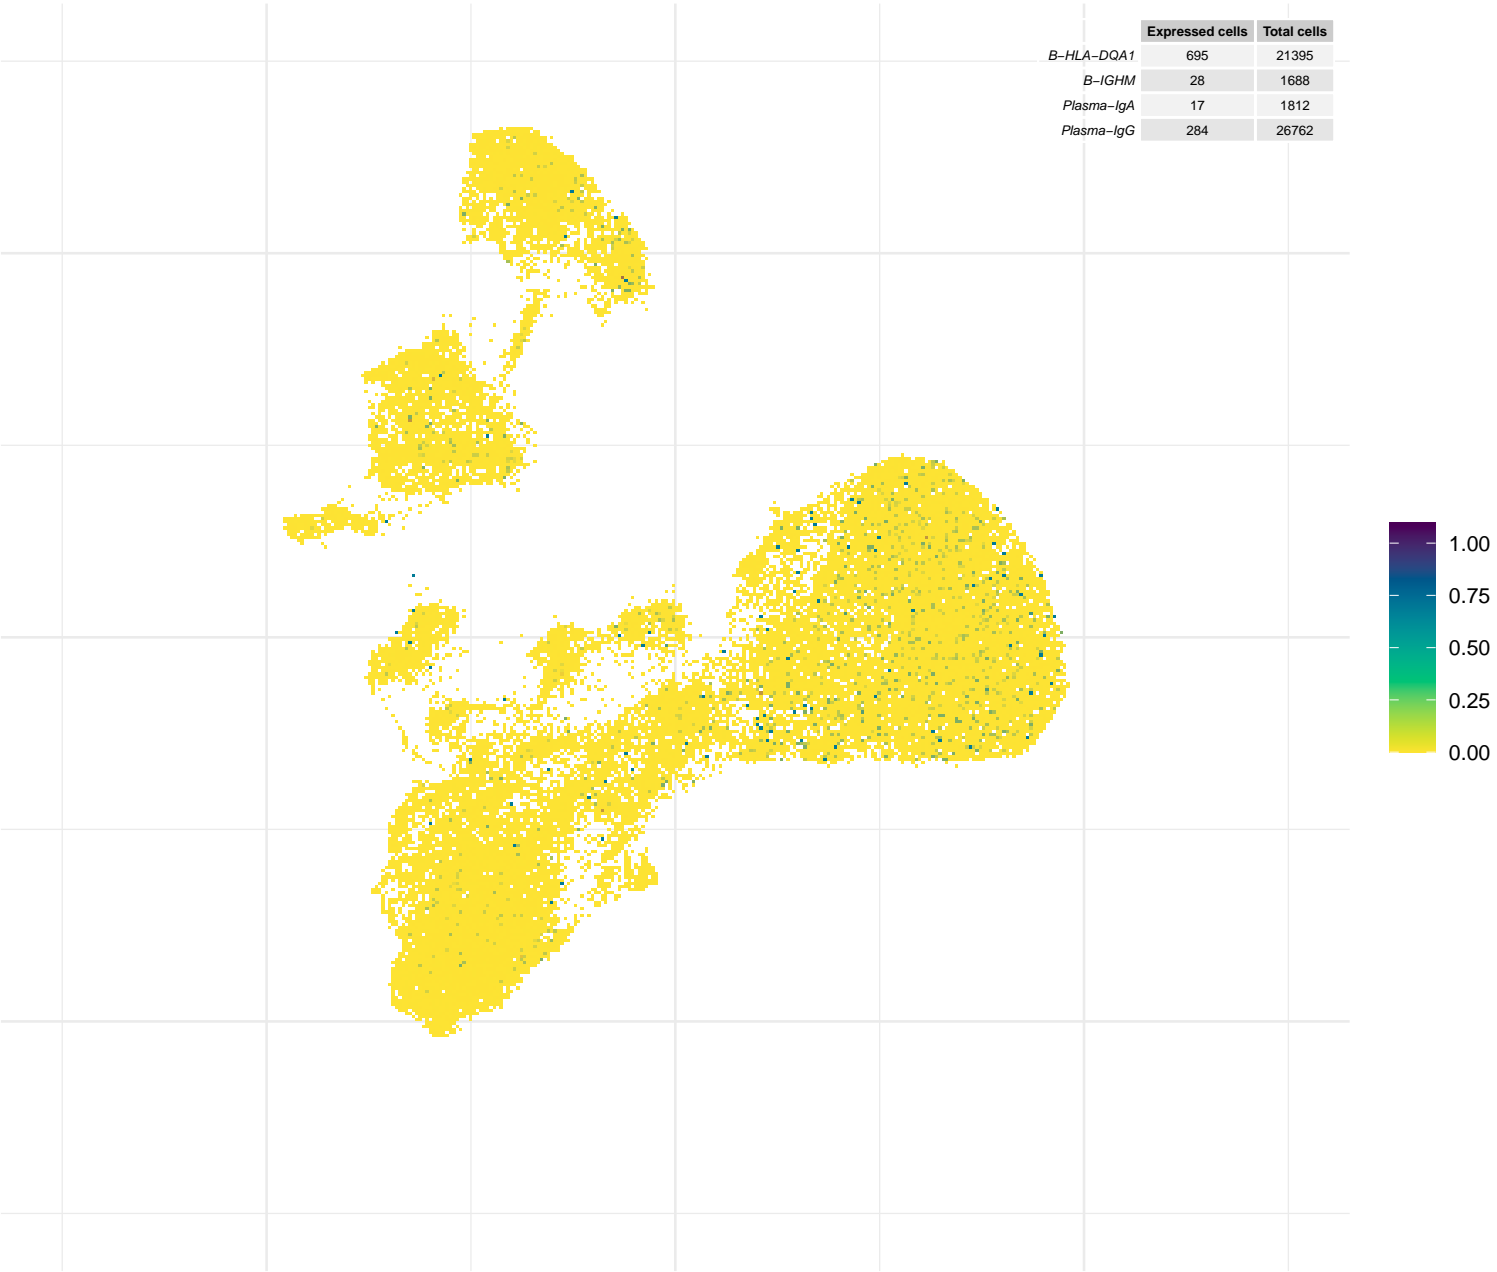 Expressed cells Total cells
B−HLA−DQA1 695 21395
B−IGHM 28 1688
Plasma−IgA 17 1812
Plasma−IgG 284 26762
1.00
0.75
0.50
0.25
0.00